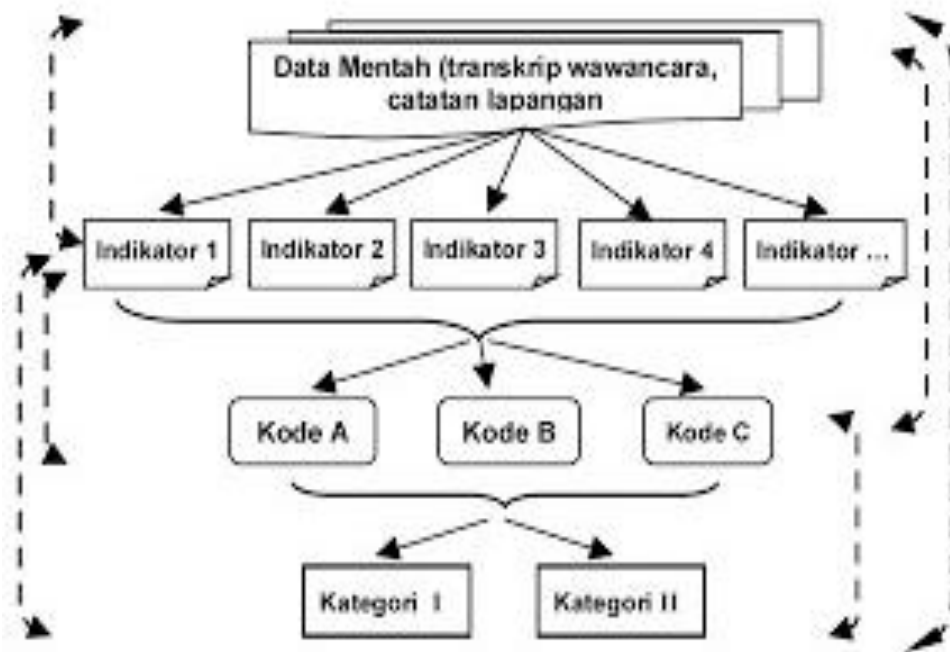 Data Mentah (transkrip wawancara,
catatan lapangan
Indikator 1
Indikator 2
Indikator 3
Indikator 4
Indikator ...
Kode A
Kode B
Kode C
Kategori I
Kategori II